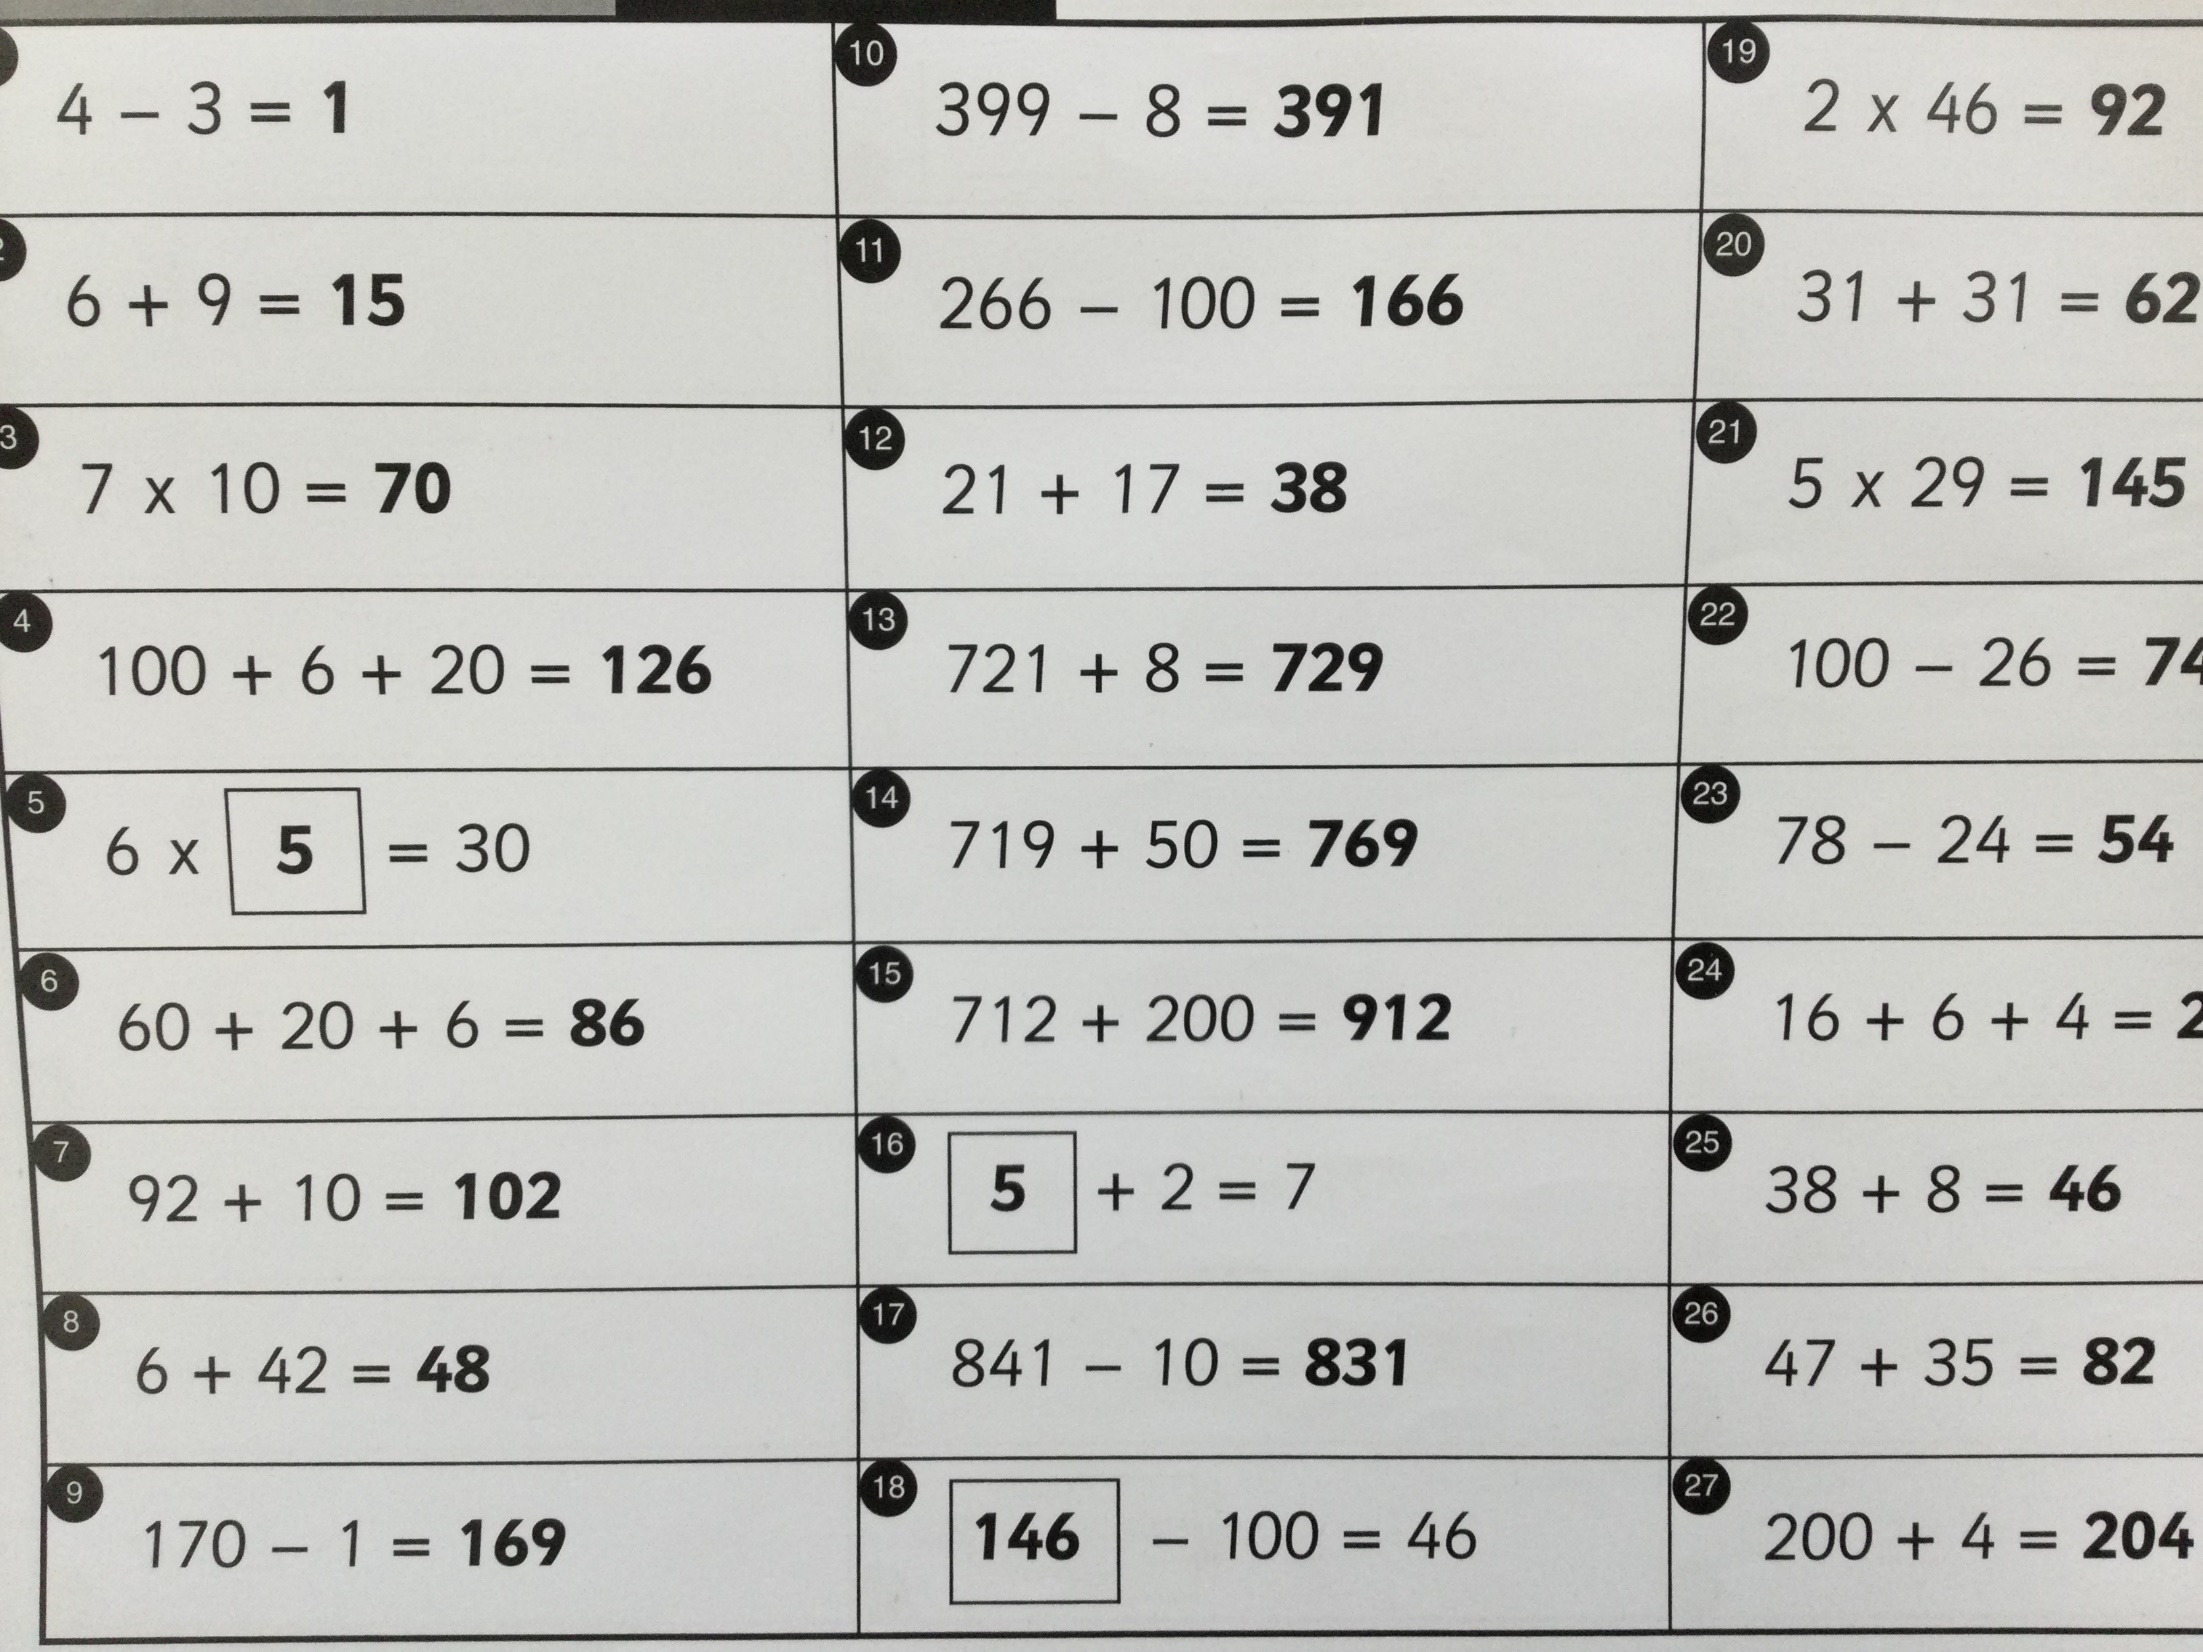 4 – 3 = 1
6 + 9 = 15
3
7 x 10 = 70
4
100 + 6 + 20 = 126
5
6 x 5 = 30
6
60 + 20 + 6 = 86
7
92 + 10 = 102
8
6 + 42 = 48
9
170 – 1 = 169
10
399 – 8 = 391
11
266 – 100 = 166
12
21 + 17 = 38
13
721 + 8 = 729
14
719 + 50 = 769
15
712 + 200 = 912
16
5 + 2 = 7
17
841 – 10 = 831
18
146 – 100 = 46
19
2 x 46 = 92
20
31 + 31 = 62
21
5 x 29 = 145
22
100 – 26 = 74
23
78 – 24 = 54
24
16 + 6 + 4 = 2
25
38 + 8 = 46
26
47 + 35 = 82
27
200 + 4 = 204